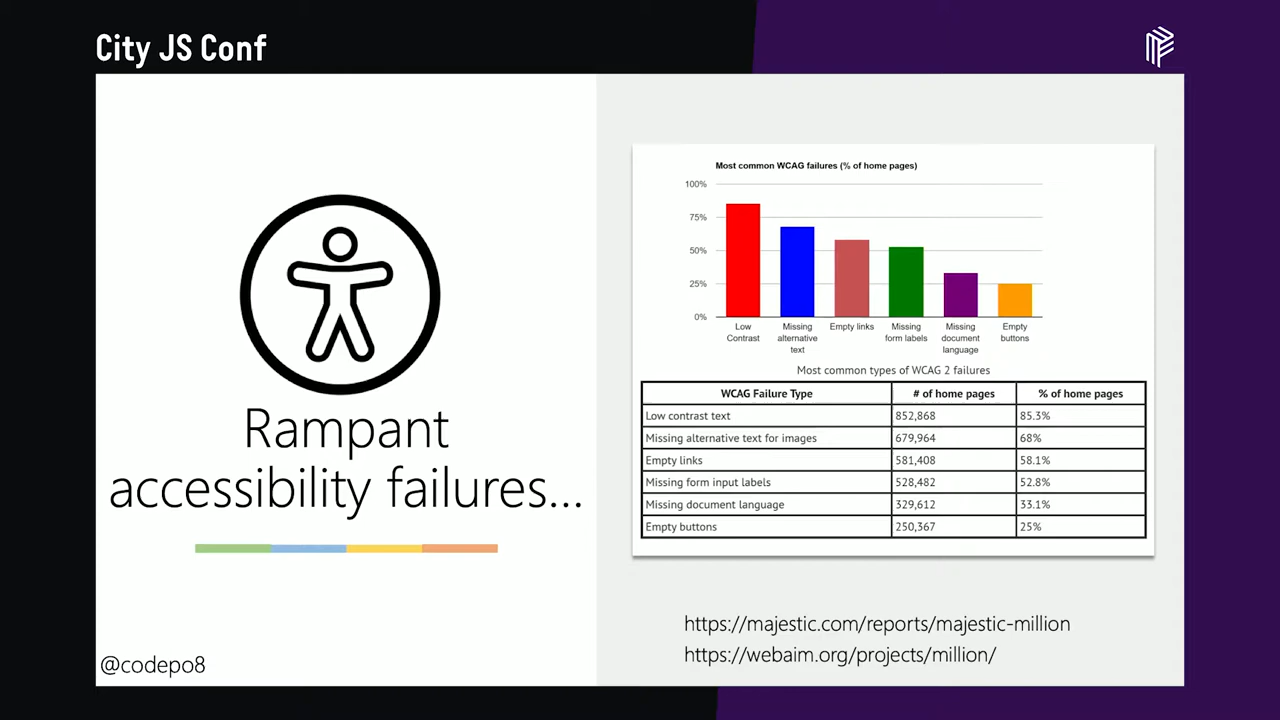 City JS Conf
Rampant
accessibility failures...
@codepo8
Most common WCAG failures (% of home pages)
100%
75%
50%
25%
0%
Low
Contrast
Missing
alternative
text
Empty links
Missing
form labels
Missing
document
language
Empty
buttons
Most common types of WCAG 2 failures
WCAG Failure Type # of home pages % of home pages
Low contrast text 852,868 85.3%
Missing alternative text for images 679,964 68%
Empty links 581,408 58.1%
Missing form input labels 528,482 52.8%
Missing document language 329,612 33.1%
Empty buttons 250,367 25%
https://majestic.com/reports/majestic-million
https://webaim.org/projects/million/